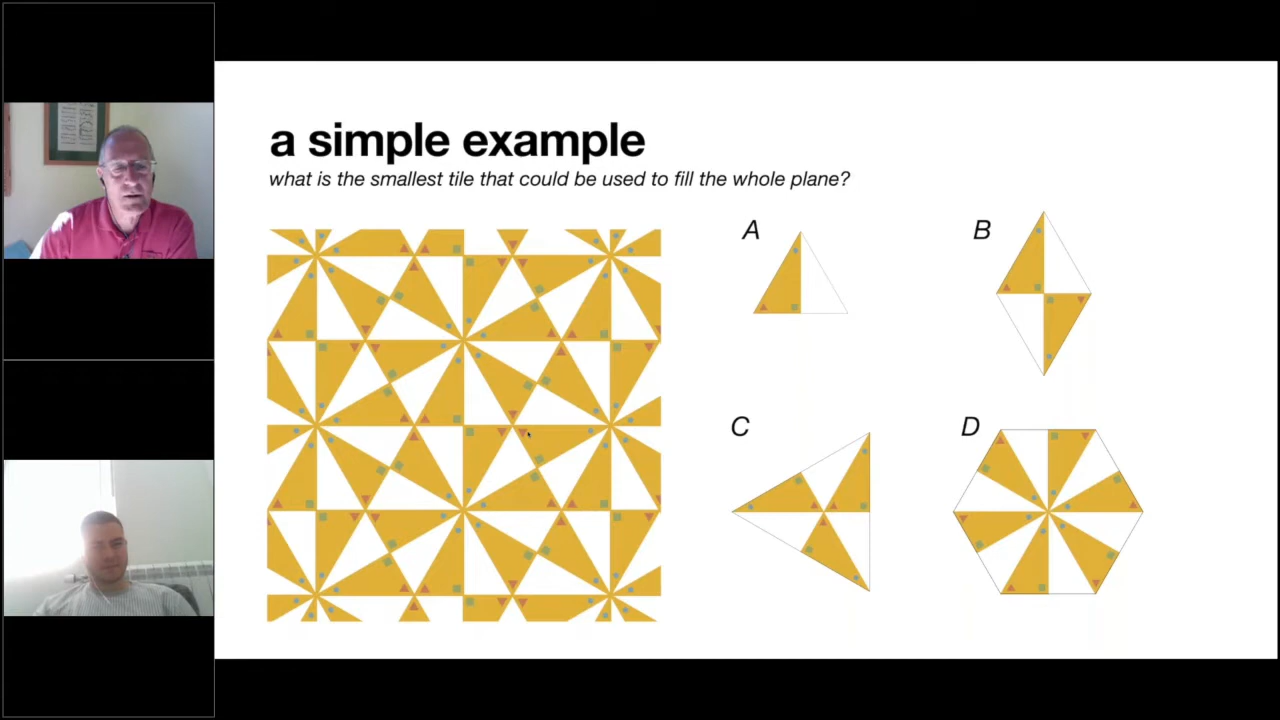 a simple example
what is the smallest tile that could be used to fill the whole plane?
A
B
C
D